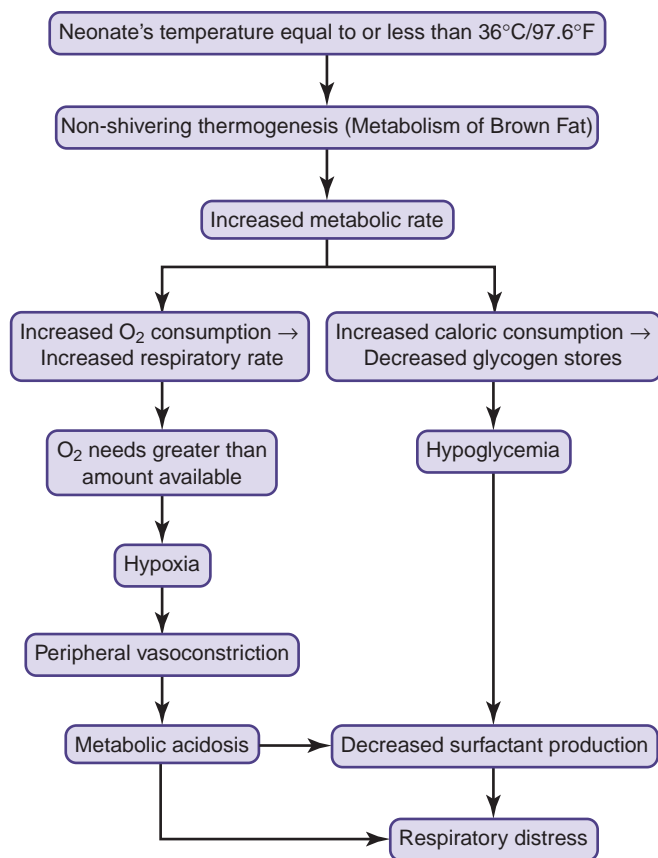 Neonate's temperature equal to or less than 36°C/97.6°F
Non-shivering thermogenesis (Metabolism of Brown Fat)
Increased metabolic rate
Increased O₂ consumption →
Increased respiratory rate
Increased caloric consumption →
Decreased glycogen stores
O₂ needs greater than
amount available
Hypoglycemia
Hypoxia
Peripheral vasoconstriction
Metabolic acidosis
Decreased surfactant production
Respiratory distress